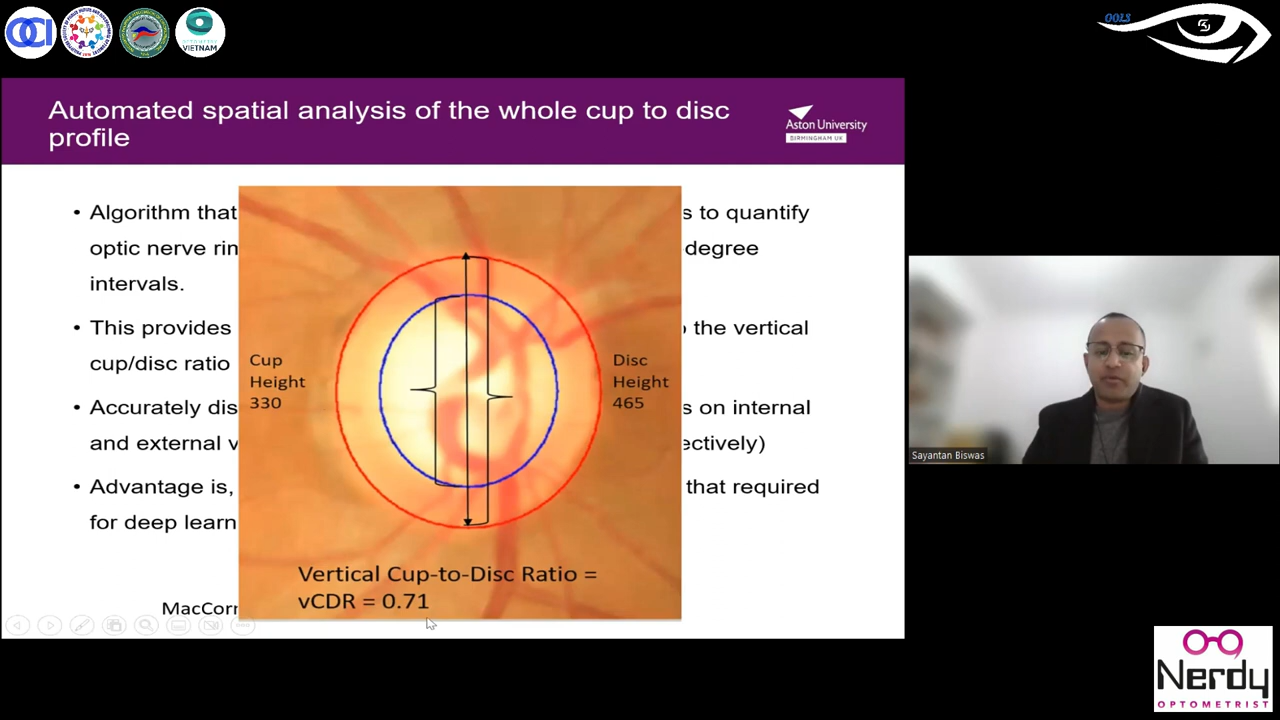 OCI
VIETNAM
OOLS
Automated spatial analysis of the whole cup to disc
profile
Aston University
BIRMINGHAM UK
• Algorithm that
s to quantify
optic nerve rin
degree
intervals.
• This provides
the vertical
cup/disc ratio
• Accurately dis
s on internal
and external v
ectively)
• Advantage is,
that required
for deep learn
MacCorr
Cup
Height
330
Disc
Height
465
Vertical Cup-to-Disc Ratio =
vCDR = 0.71
Sayantan Biswas
Nerdy
OPTOMETRIST